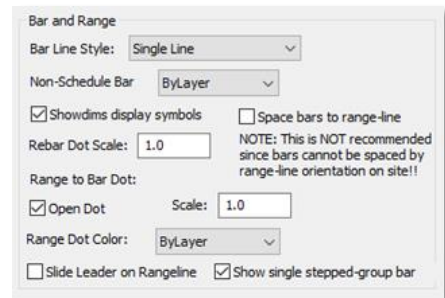 Bar and Range
Bar Line Style: Single Line
Non-Schedule Bar ByLayer
Showdims display symbols
Space bars to range-line
Rebar Dot Scale: 1.0
NOTE: This is NOT recommended
since bars cannot be spaced by
range-line orientation on site!!
Range to Bar Dot:
Open Dot Scale: 1.0
Range Dot Color: ByLayer
Slide Leader on Rangeline Show single stepped-group bar